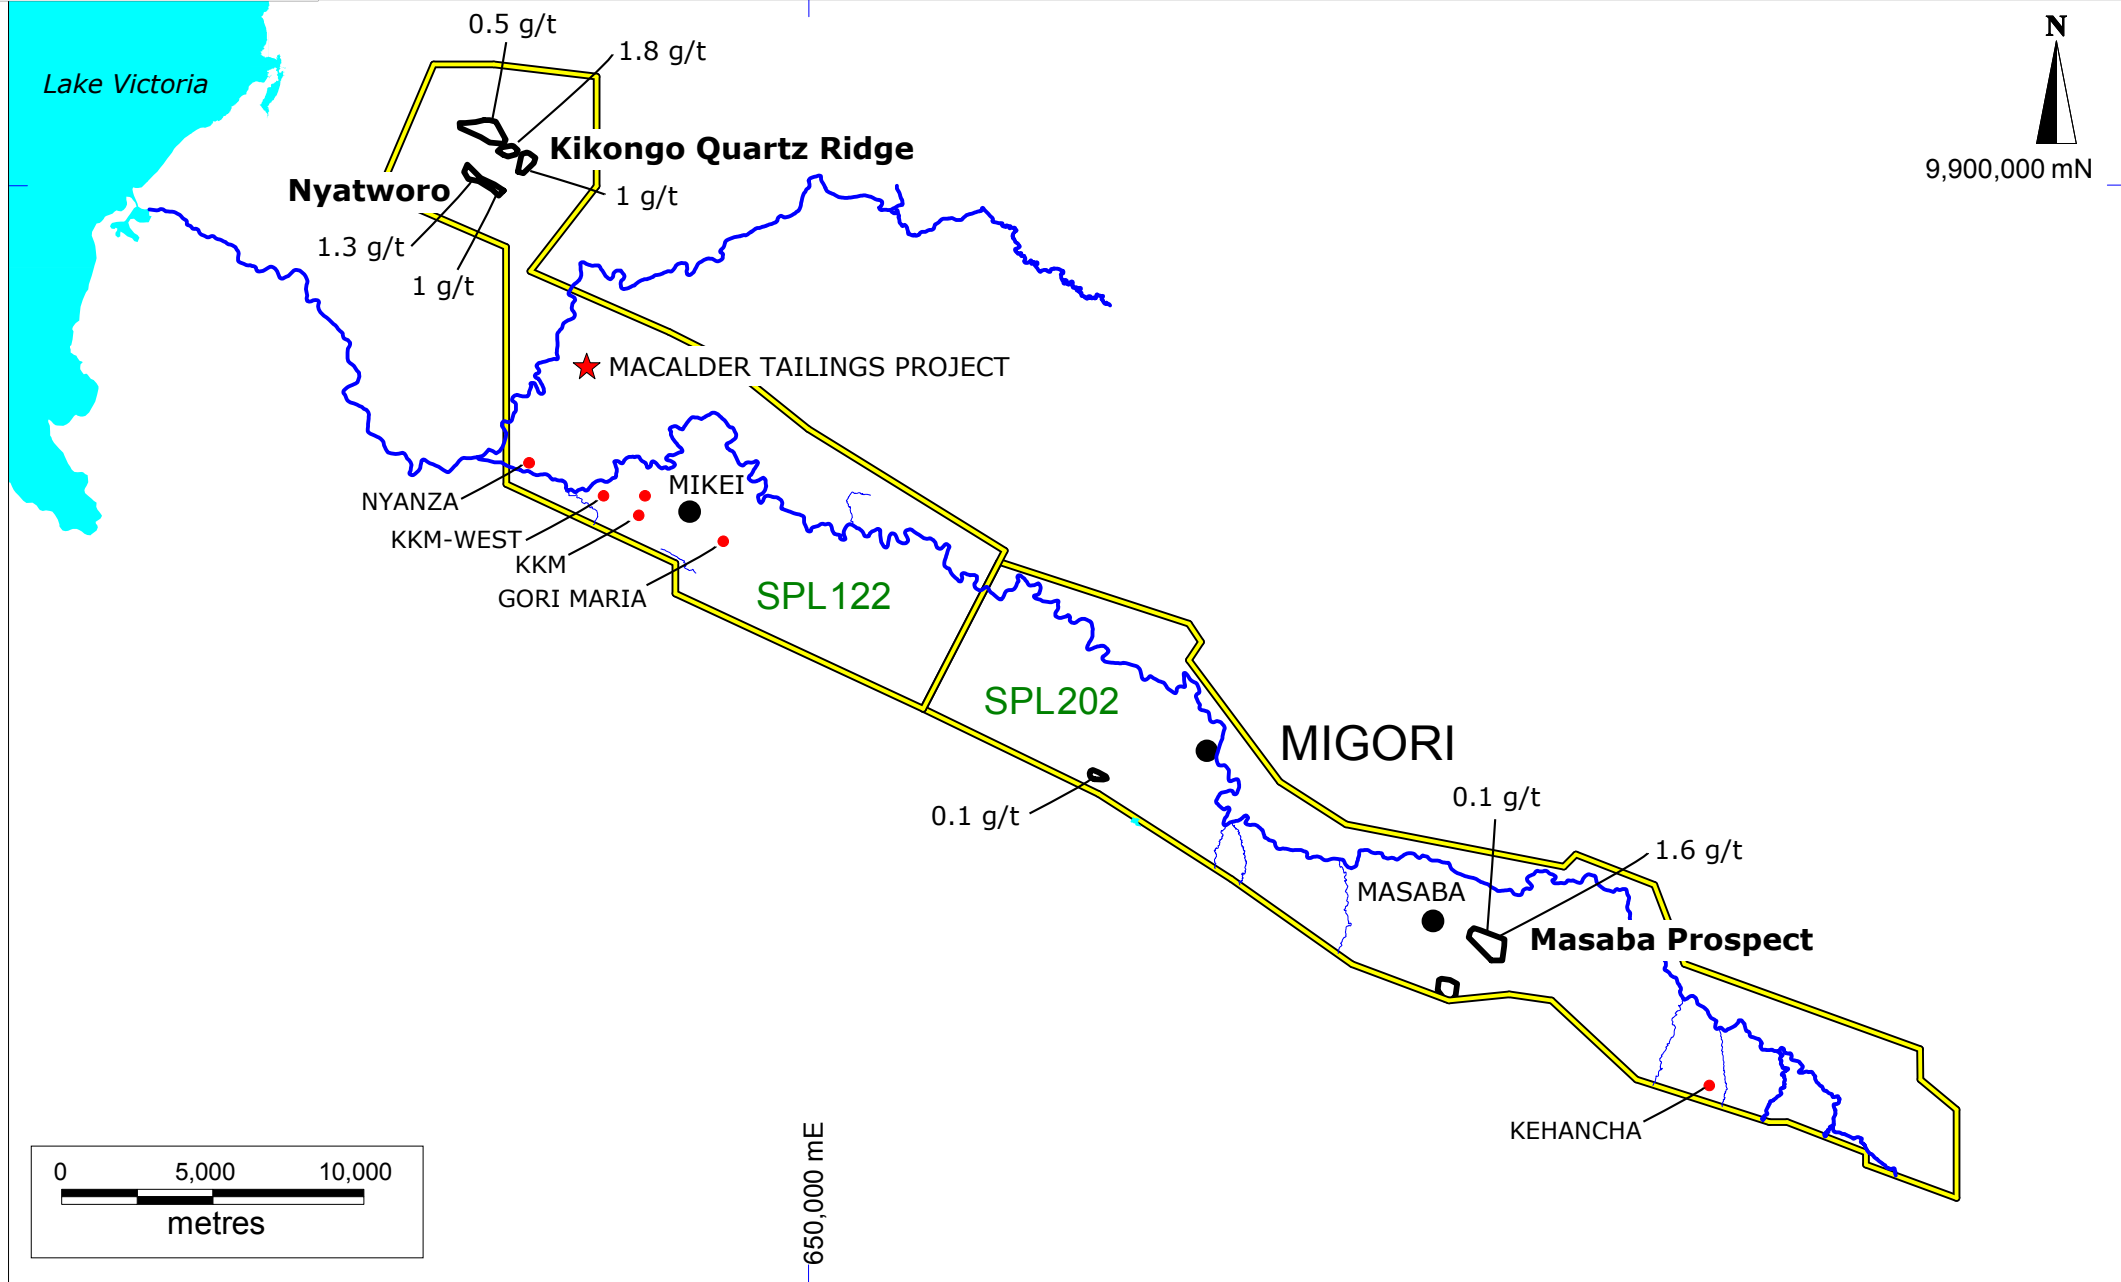 0.5 g/t
N
1.8 g/t
Lake Victoria
Kikongo Quartz Ridge
9,900,000 mN
Nyatworo
1 g/t
1.3 g/t
1 g/t
MACALDER TAILINGS PROJECT
MIKEI
NYANZA
KKM-WEST
KKM
GORI MARIA
SPL122
SPL202
MIGORI
0.1 g/t
0.1 g/t
1.6 g/t
MASABA
Masaba Prospect
KEHANCHA
650,000 mE
0 5,000 10,000
metres